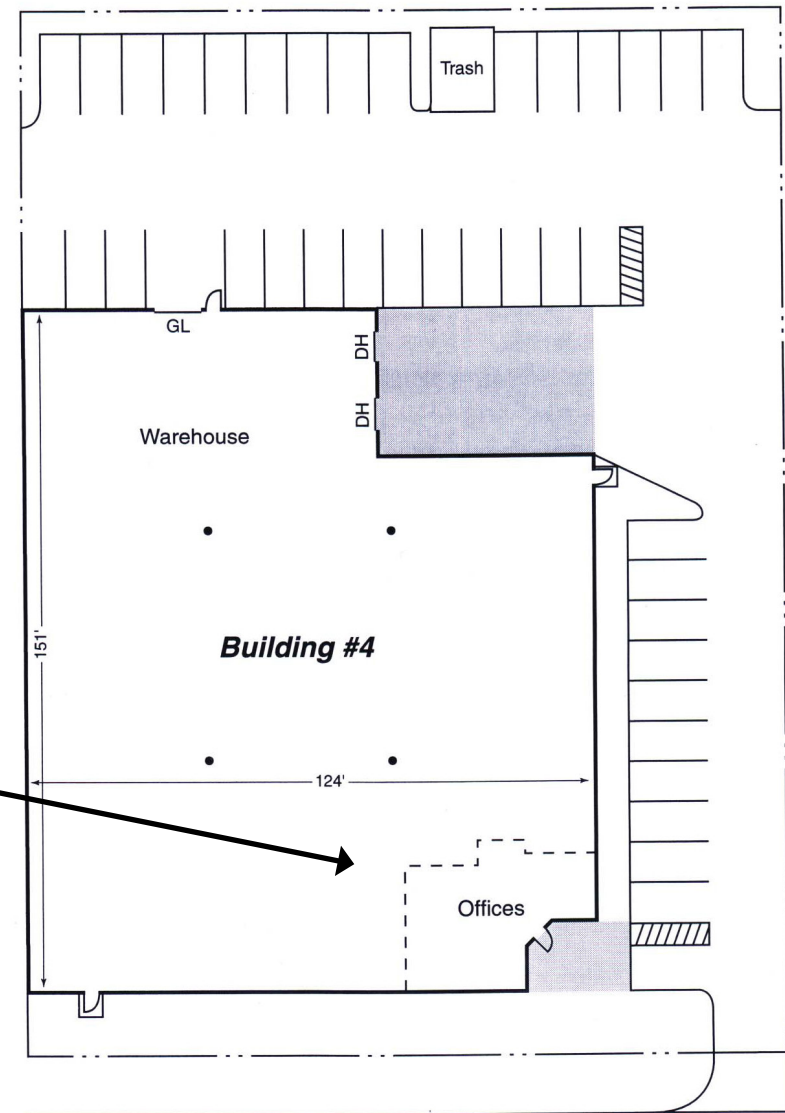 Trash
GL
DH
DH
Warehouse
Building #4
151'
124'
Offices